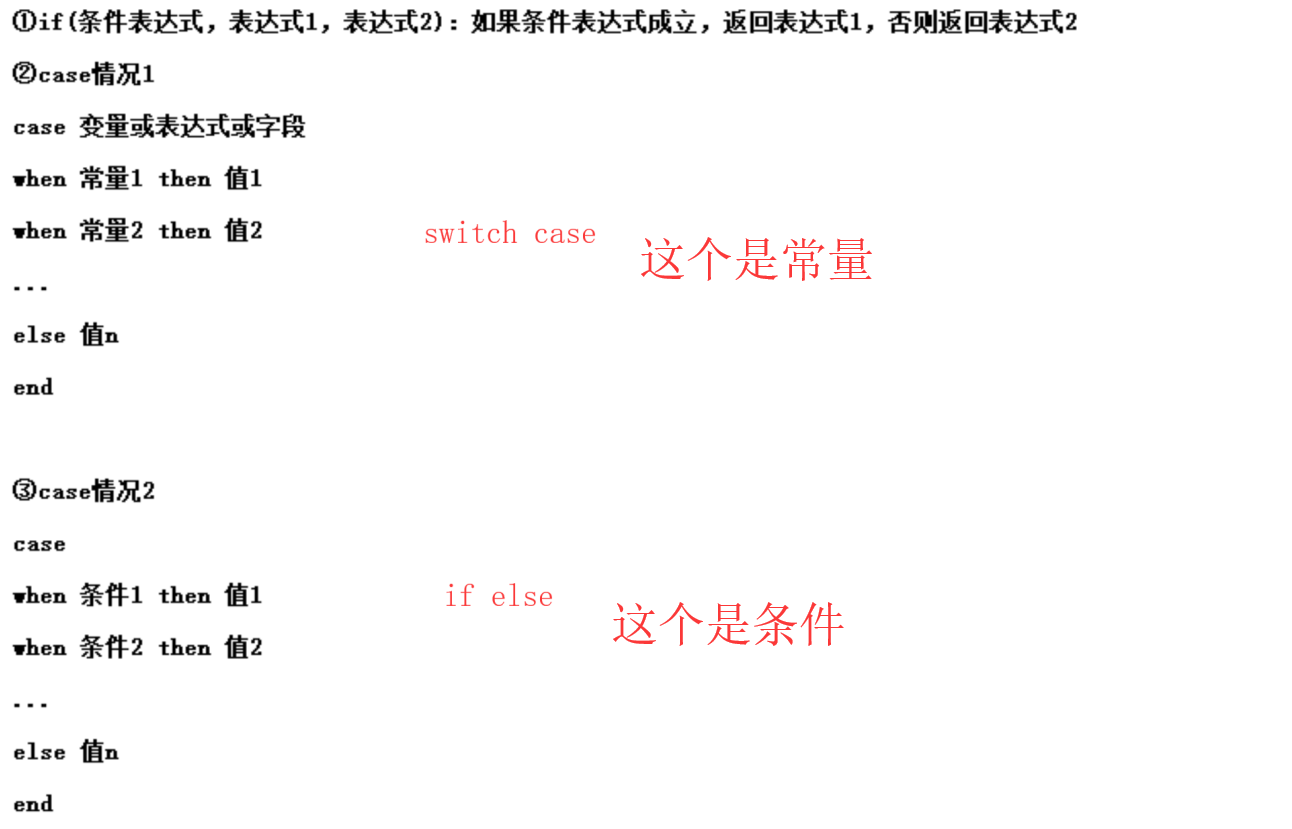 ①if(条件表达式，表达式1，表达式2)：如果条件表达式成立，返回表达式1，否则返回表达式2
②case情况1
case 变量或表达式或字段
when 常量1 then 值1
when 常量2 then 值2
switch case
这个是常量
...
else 值n
end
③case情况2
case
when 条件1 then 值1
if else
这个是条件
when 条件2 then 值2
...
else 值n
end